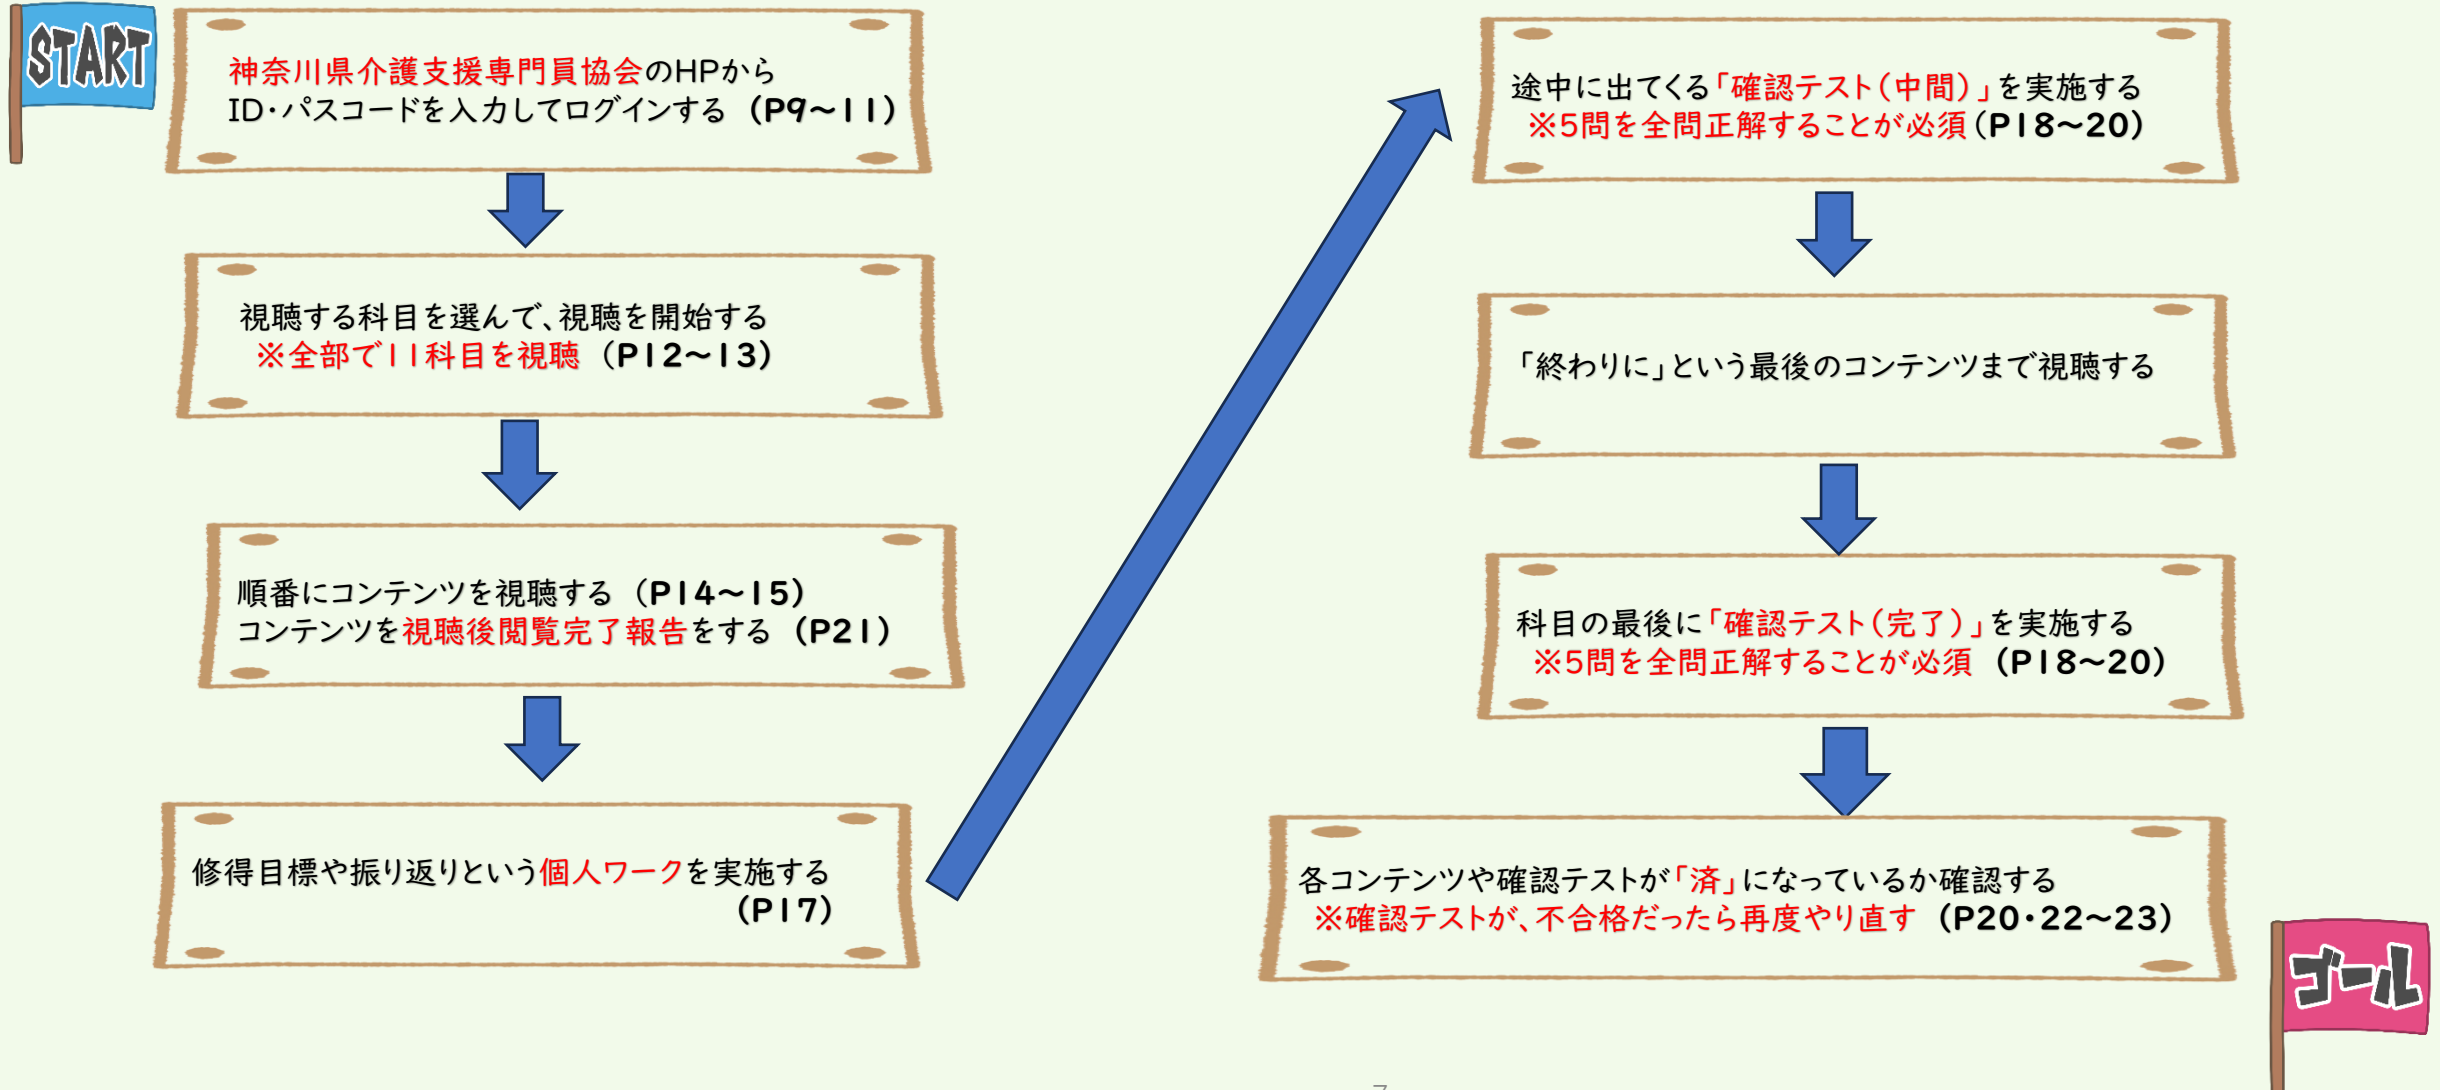 START
神奈川県介護支援専門員協会のHPから
ID・パスコードを入力してログインする（P9～11）
視聴する科目を選んで、視聴を開始する
※全部で11科目を視聴（P12～13）
順番にコンテンツを視聴する（P14～15）
コンテンツを視聴後閲覧完了報告をする（P21）
修得目標や振り返りという個人ワークを実施する
（P17）
途中に出てくる「確認テスト（中間）」を実施する
※5問を全問正解することが必須（P18～20）
「終わりに」という最後のコンテンツまで視聴する
科目の最後に「確認テスト（完了）」を実施する
※5問を全問正解することが必須（P18～20）
各コンテンツや確認テストが「済」になっているか確認する
※確認テストが、不合格だったら再度やり直す（P20・22～23）
ゴール